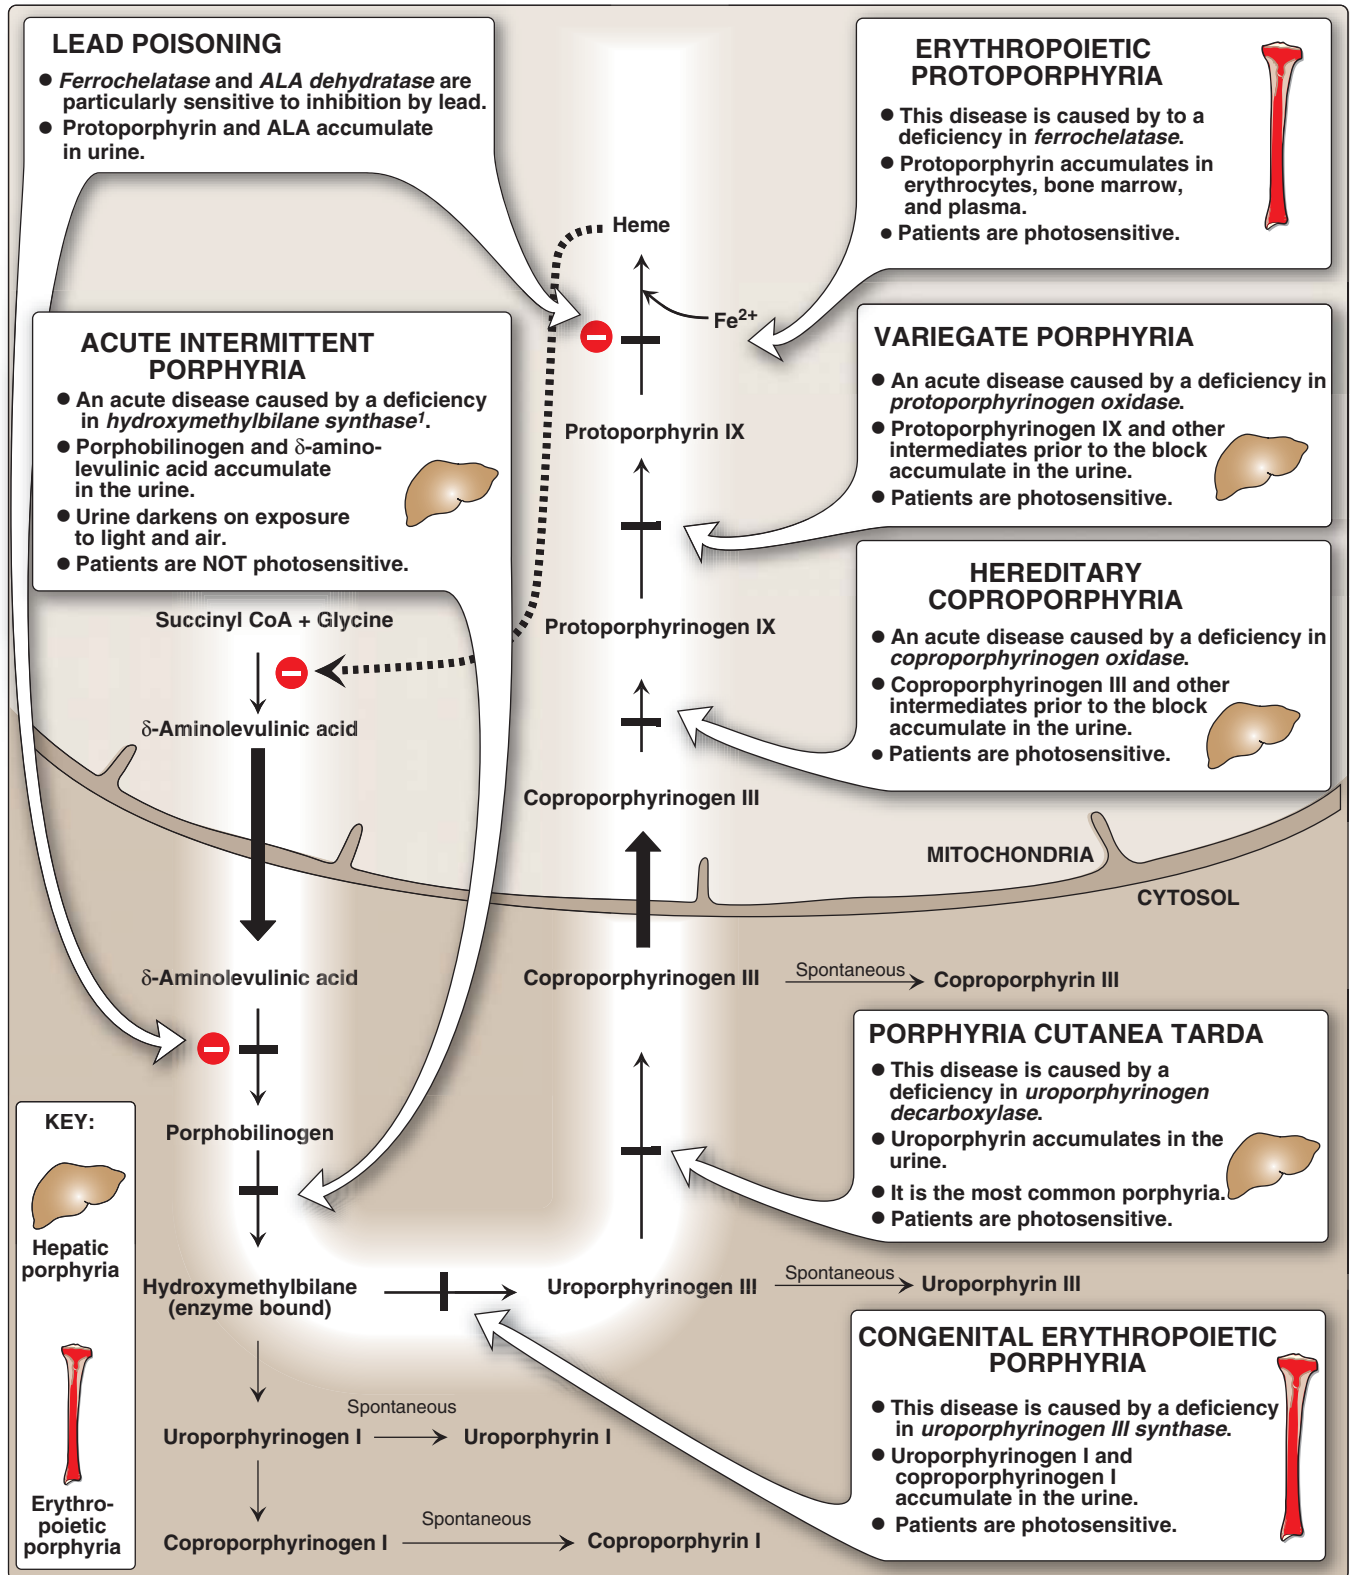 LEAD POISONING
● Ferrochelatase and ALA dehydratase are
particularly sensitive to inhibition by lead.
● Protoporphyrin and ALA accumulate
in urine.
ERYTHROPOIETIC
PROTOPORPHYRIA
● This disease is caused by to a
deficiency in ferrochelatase.
● Protoporphyrin accumulates in
erythrocytes, bone marrow,
and plasma.
● Patients are photosensitive.
Heme
Fe2+
ACUTE INTERMITTENT
PORPHYRIA
● An acute disease caused by a deficiency
in hydroxymethylbilane synthase1.
● Porphobilinogen and δ-amino-
levulinic acid accumulate
in the urine.
● Urine darkens on exposure
to light and air.
● Patients are NOT photosensitive.
VARIEGATE PORPHYRIA
● An acute disease caused by a deficiency in
protoporphyrinogen oxidase.
● Protoporphyrinogen IX and other
intermediates prior to the block
accumulate in the urine.
● Patients are photosensitive.
Protoporphyrin IX
HEREDITARY
COPROPORPHYRIA
● An acute disease caused by a deficiency in
coproporphyrinogen oxidase.
● Coproporphyrinogen III and other
intermediates prior to the block
accumulate in the urine.
● Patients are photosensitive.
Succinyl CoA + Glycine
Protoporphyrinogen IX
δ-Aminolevulinic acid
Coproporphyrinogen III
MITOCHONDRIA
CYTOSOL
δ-Aminolevulinic acid
Coproporphyrinogen III
Spontaneous
Coproporphyrin III
PORPHYRIA CUTANEA TARDA
● This disease is caused by a
deficiency in uroporphyrinogen
decarboxylase.
● Uroporphyrin accumulates in the
urine.
● It is the most common porphyria.
● Patients are photosensitive.
KEY:
Hepatic
porphyria
Erythro-
poietic
porphyria
Porphobilinogen
Hydroxymethylbilane
(enzyme bound)
Uroporphyrinogen III
Spontaneous
Uroporphyrin III
CONGENITAL ERYTHROPOIETIC
PORPHYRIA
● This disease is caused by a deficiency
in uroporphyrinogen III synthase.
● Uroporphyrinogen I and
coproporphyrinogen I
accumulate in the urine.
● Patients are photosensitive.
Uroporphyrinogen I
Spontaneous
Uroporphyrin I
Coproporphyrinogen I
Spontaneous
Coproporphyrin I